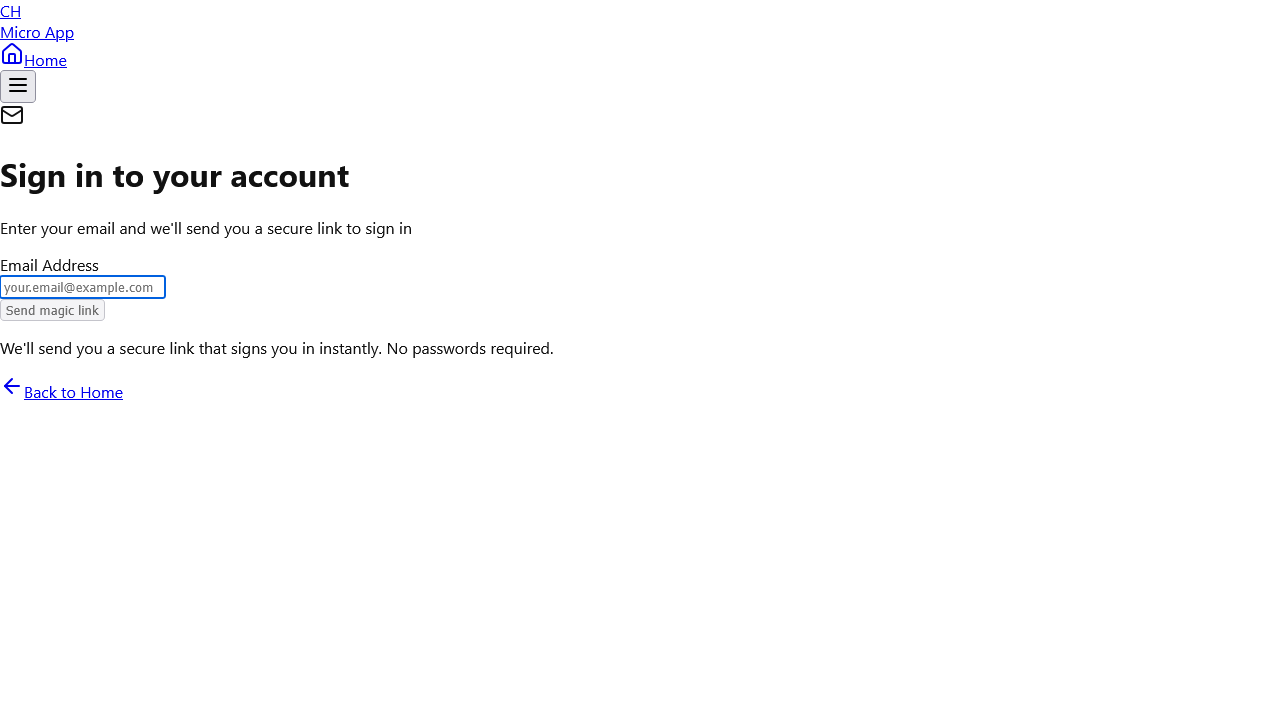 CH
Micro App
Home
Sign in to your account
Enter your email and we'll send you a secure link to sign in
Email Address
your.email@example.com
Send magic link
We'll send you a secure link that signs you in instantly. No passwords required.
Back to Home